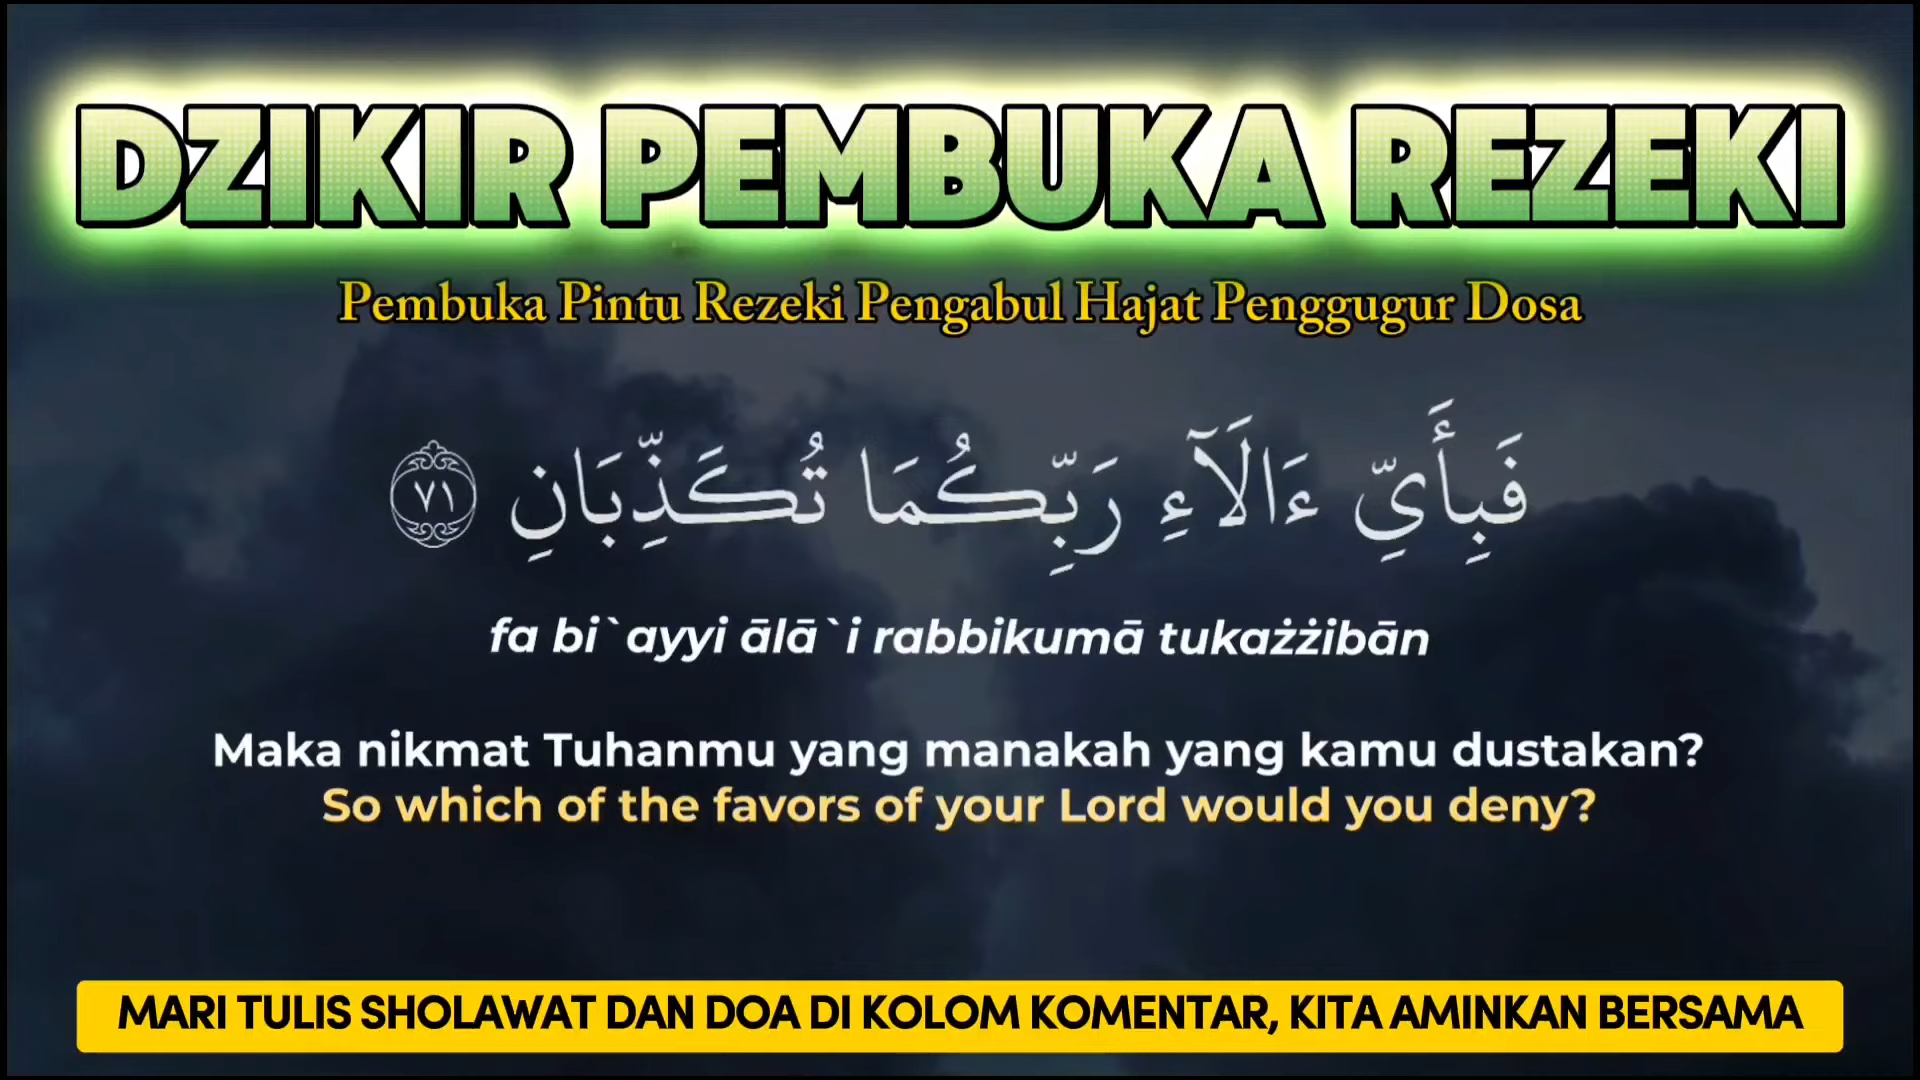 DZIKIR PEMBUKA REZEKI
Pembuka Pintu Rezeki Pengabul Hajat Penggugur Dosa
فَبِأَيِّ ءَالَآءِ رَبِّكُمَا تُكَذِّبَانِ ٧١
fa bi`ayyi ālā`i rabbikumā tukażżibān
Maka nikmat Tuhanmu yang manakah yang kamu dustakan?
So which of the favors of your Lord would you deny?
MARI TULIS SHOLAWAT DAN DOA DI KOLOM KOMENTAR, KITA AMINKAN BERSAMA